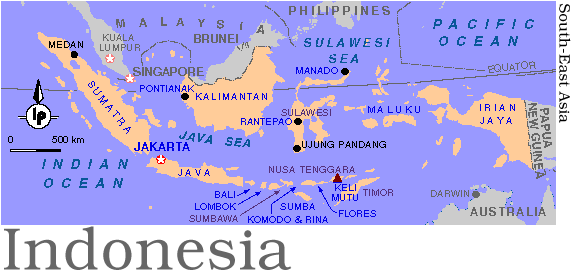 PHILIPPINES
South-East Asia
MALAYSIA
PACIFIC
OCEAN
KUALA
LUMPUR
BRUNEI
SULAWESI
SEA
MEDAN
SINGAPORE
MANADO
EQUATOR
PONTIANAK
KALIMANTAN
SUMATRA
SULAWESI
MALUKU
IRIAN
JAYA
PAPUA
NEW GUINEA
lp
RANTEPAO
0 500 km
JAVA SEA
JAKARTA
UJUNG PANDANG
INDIAN
OCEAN
JAVA
NUSA TENGGARA
KELI
MUTU
TIMOR
DARWIN
BALI
LOMBOK
SUMBAWA
SUMBA
KOMODO & RINA
FLORES
AUSTRALIA
Indonesia